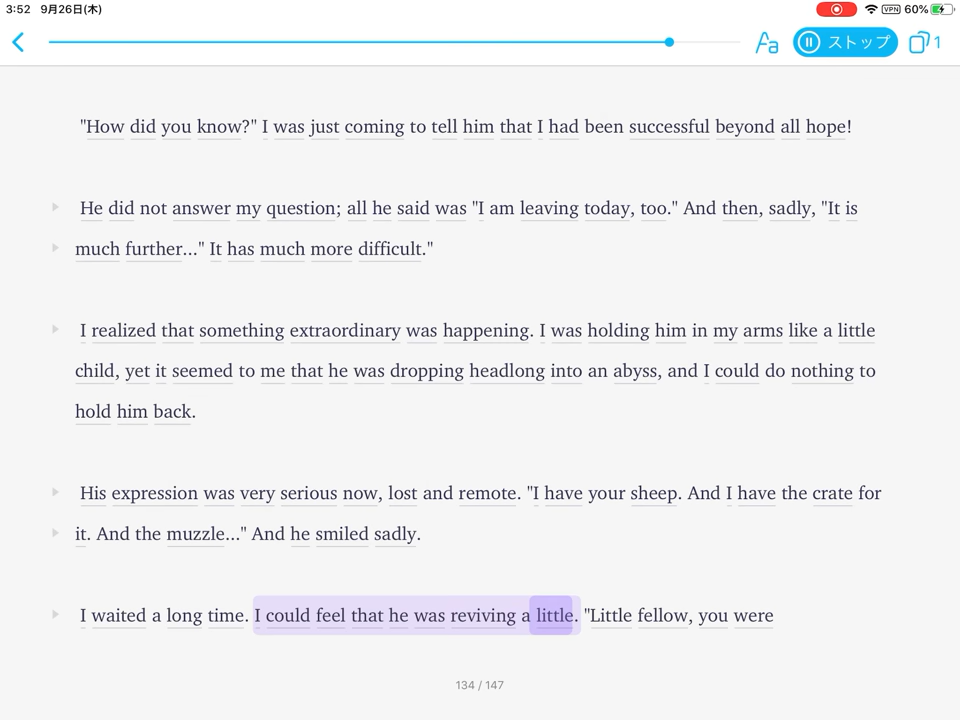 3:52 9月26日(木) VPN 60%
Aa ストップ 1
"How did you know?" I was just coming to tell him that I had been successful beyond all hope!
He did not answer my question; all he said was "I am leaving today, too." And then, sadly, "It is
much further..." It has much more difficult."
I realized that something extraordinary was happening. I was holding him in my arms like a little
child, yet it seemed to me that he was dropping headlong into an abyss, and I could do nothing to
hold him back.
His expression was very serious now, lost and remote. "I have your sheep. And I have the crate for
it. And the muzzle..." And he smiled sadly.
I waited a long time. I could feel that he was reviving a little. "Little fellow, you were
134 / 147